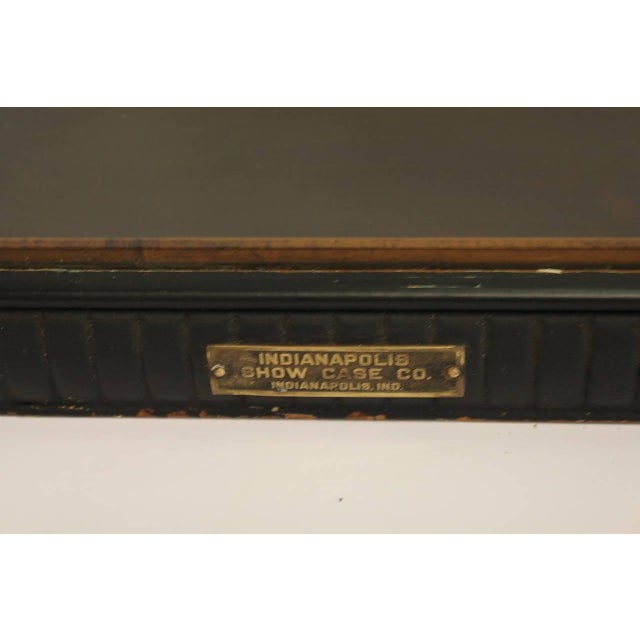 INDIANAPOLIS
SHOW CASE CO.
INDIANAPOLIS, IND.